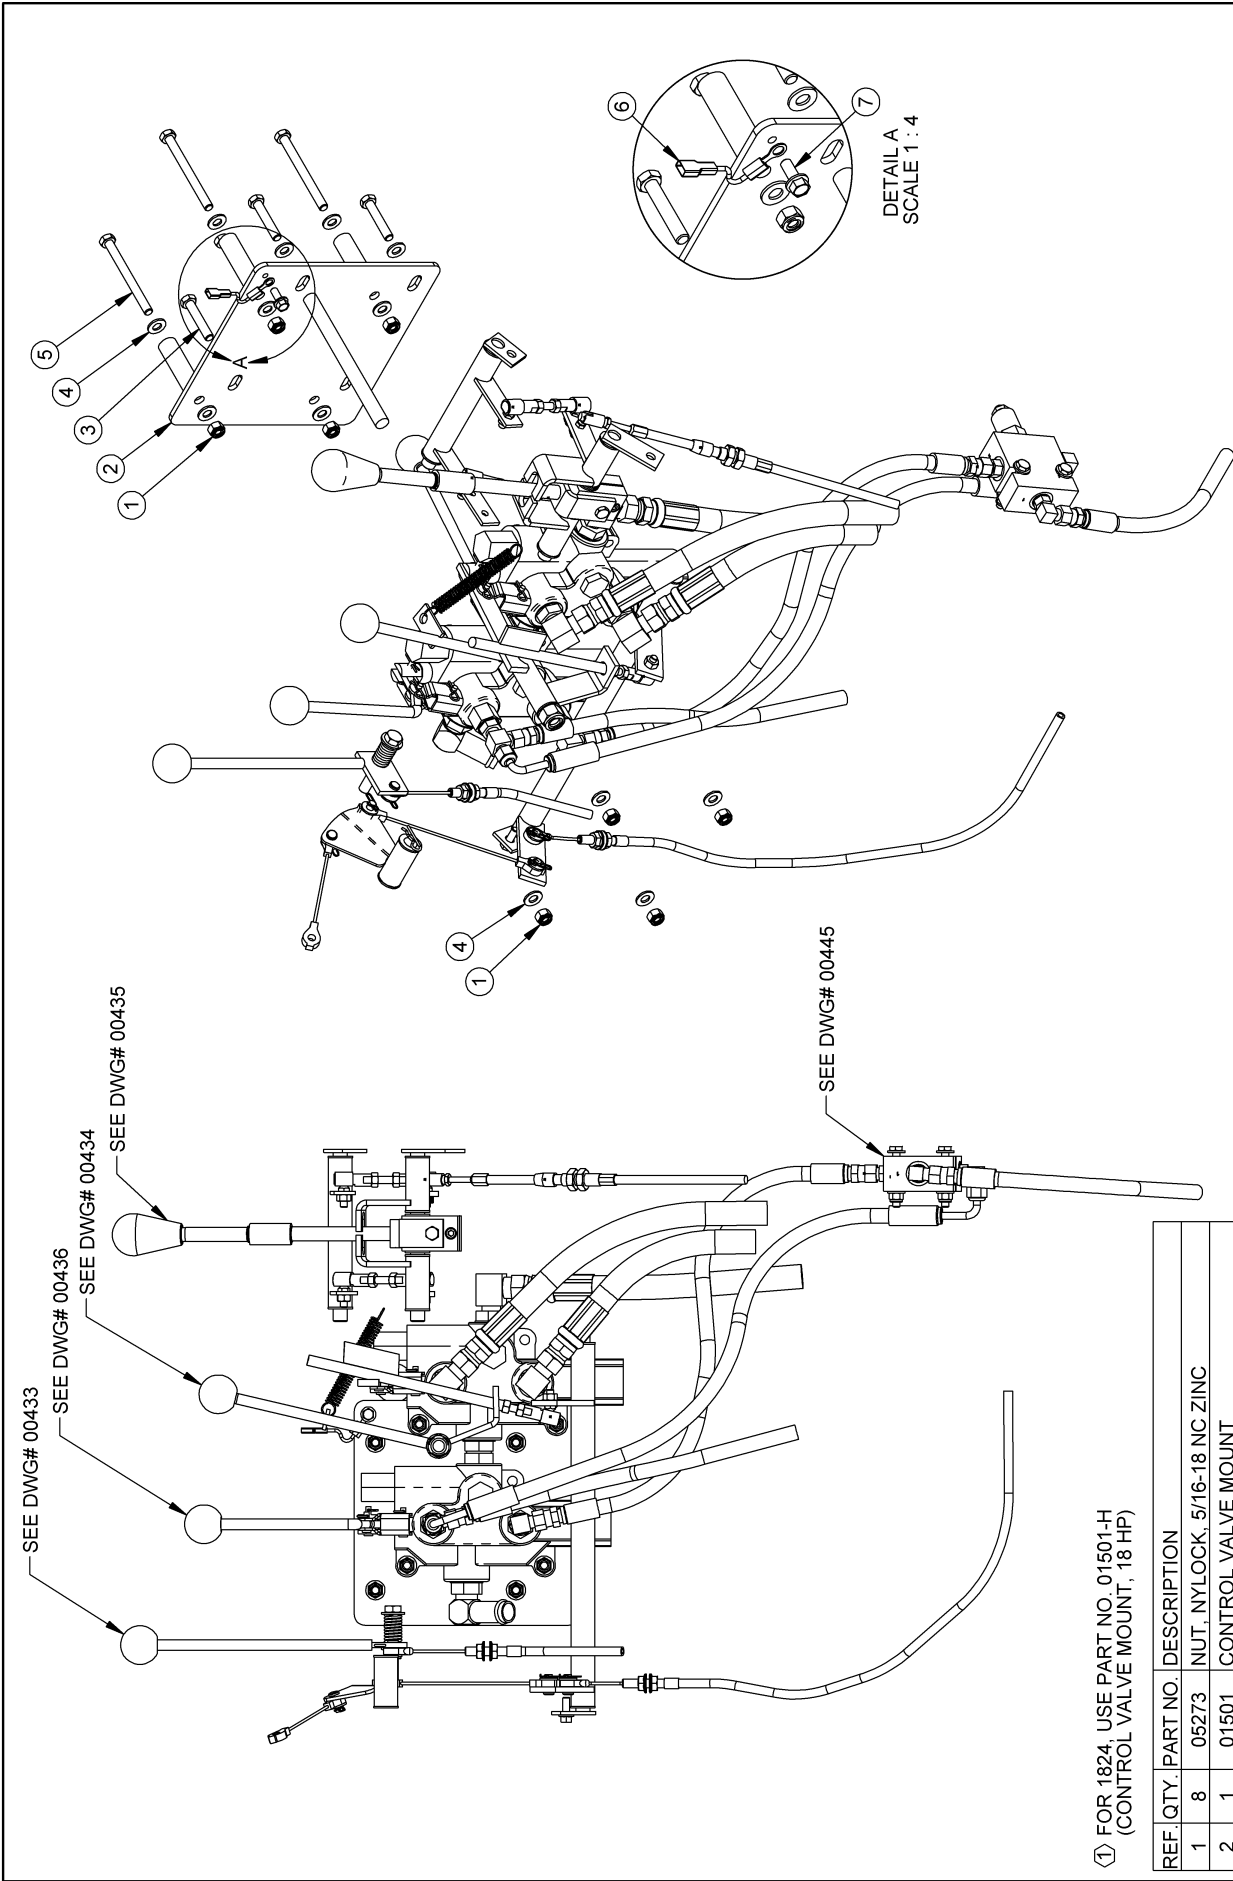 SEE DWG# 00433
SEE DWG# 00436
SEE DWG# 00434
SEE DWG# 00435
SEE DWG# 00445
1
2
3
4
5
A
4
1
6
7
DETAIL A
SCALE 1 : 4
1 FOR 1824, USE PART NO. 01501-H
(CONTROL VALVE MOUNT, 18 HP)
REF. QTY. PART NO. DESCRIPTION
1 8 05273 NUT, NYLOCK, 5/16-18 NC ZINC
2 1 01501 CONTROL VALVE MOUNT